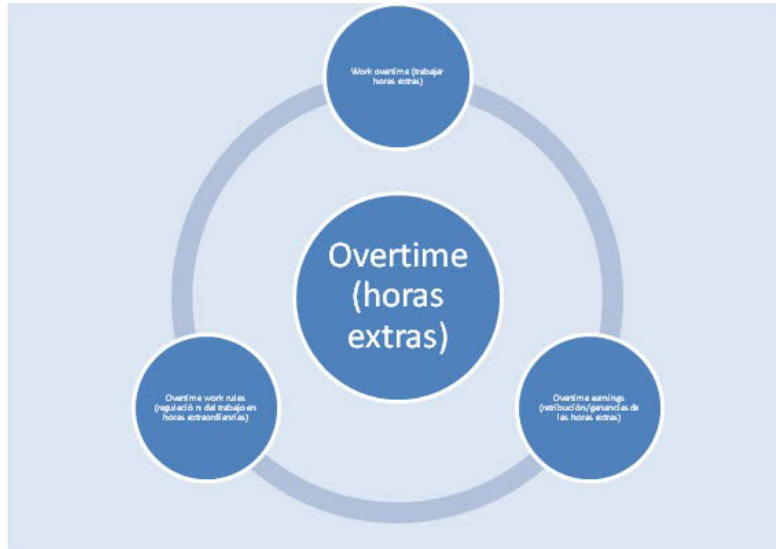 Work overtime (trabajar
horas extras)
Overtime
(horas
extras)
Overtime work rules
(regulación del trabajo en
horas extraordianrias)
Overtime earnings
(retribución/ganancias de
las horas extras)